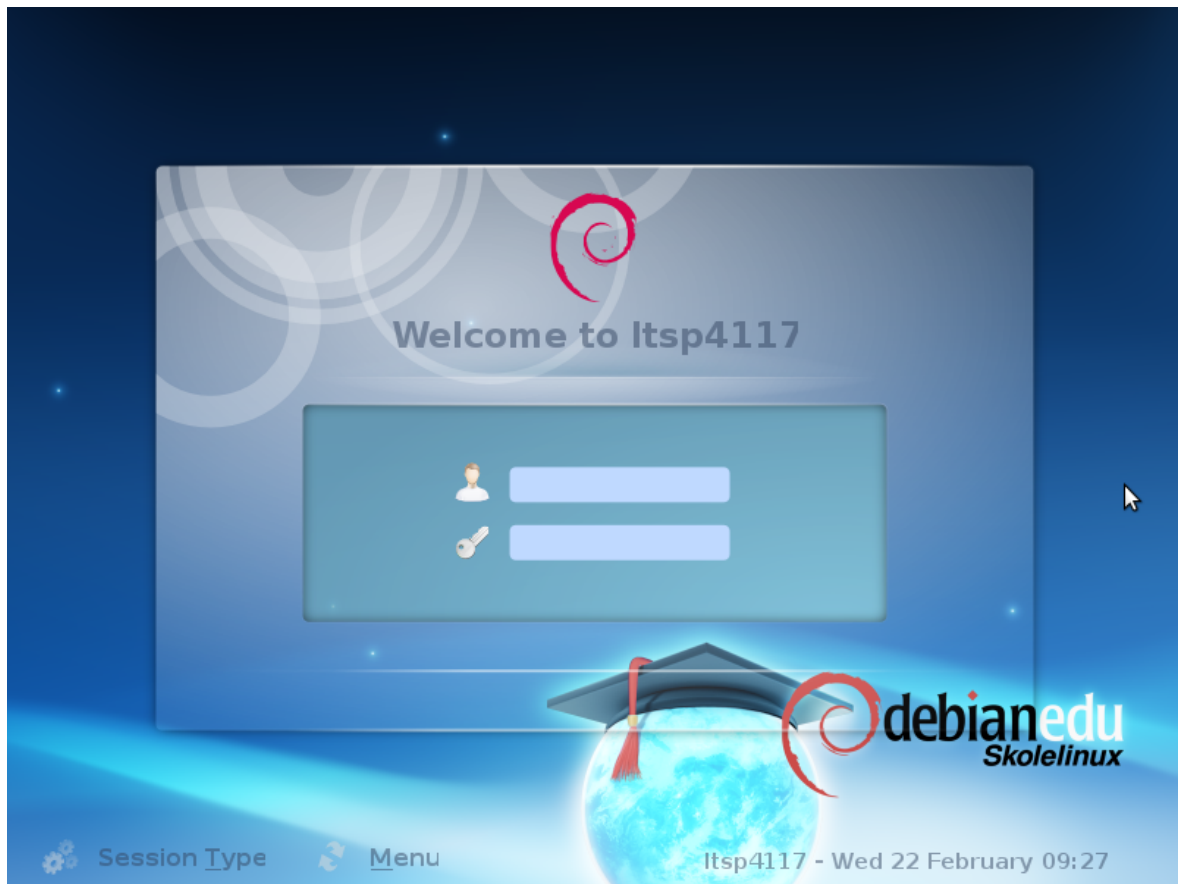 Welcome to ltsp4117
debianedu
Skolelinux
Session Type
Menu
ltsp4117 - Wed 22 February 09:27